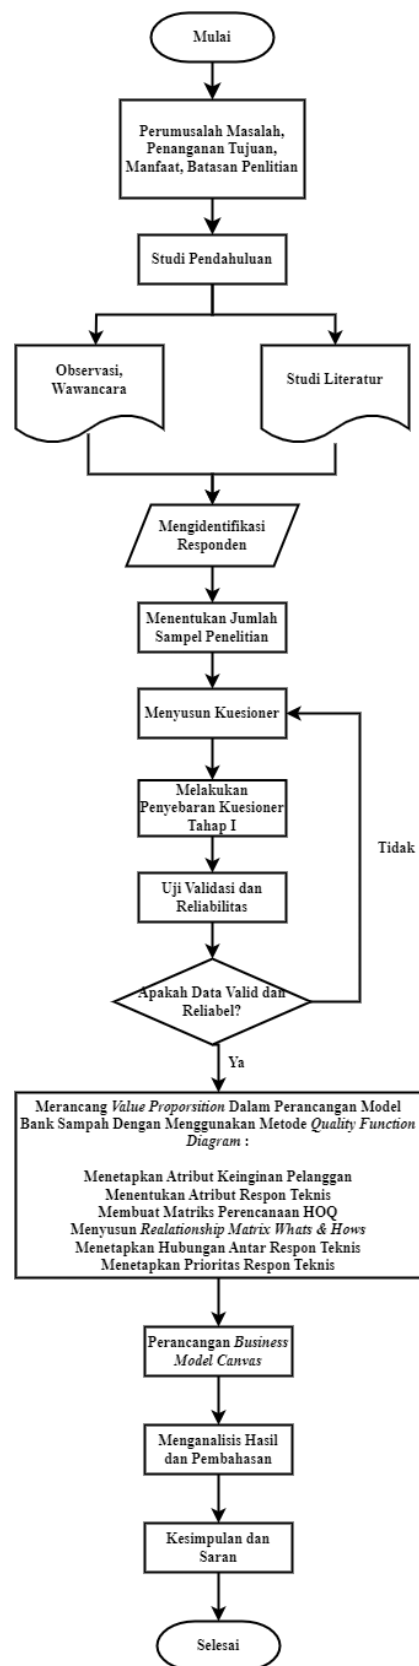 Mulai
Perumusalah Masalah,
Penanganan Tujuan,
Manfaat, Batasan Penlitian
Studi Pendahuluan
Observasi,
Wawancara
Studi Literatur
Mengidentifikasi
Responden
Menentukan Jumlah
Sampel Penelitian
Menyusun Kuesioner
Melakukan
Penyebaran Kuesioner
Tahap I
Tidak
Uji Validasi dan
Reliabilitas
Apakah Data Valid dan
Reliabel?
Ya
Merancang Value Proporsition Dalam Perancangan Model
Bank Sampah Dengan Menggunakan Metode Quality Function
Diagram :
Menetapkan Atribut Keinginan Pelanggan
Menentukan Atribut Respon Teknis
Membuat Matriks Perencanaan HOQ
Menyusun Realationship Matrix Whats & Hows
Menetapkan Hubungan Antar Respon Teknis
Menetapkan Prioritas Respon Teknis
Perancangan Business
Model Canvas
Menganalisis Hasil
dan Pembahasan
Kesimpulan dan
Saran
Selesai